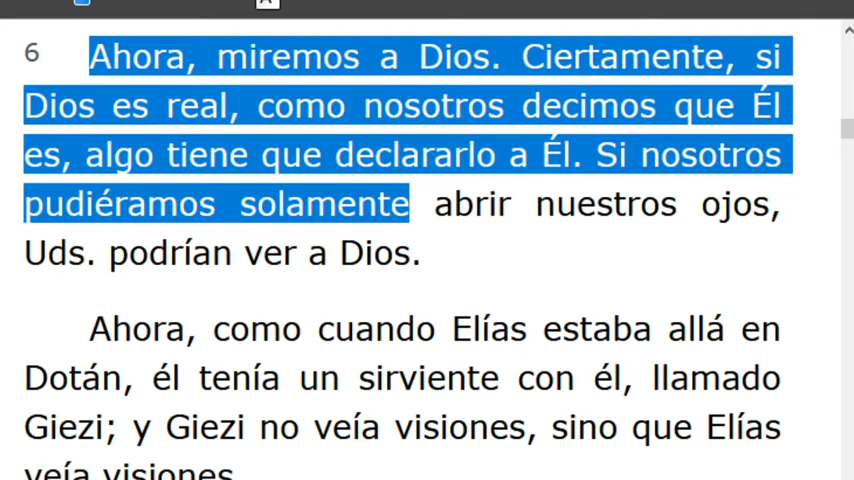 6 Ahora, miremos a Dios. Ciertamente, si
Dios es real, como nosotros decimos que Él
es, algo tiene que declararlo a Él. Si nosotros
pudiéramos solamente abrir nuestros ojos,
Uds. podrían ver a Dios.
Ahora, como cuando Elías estaba allá en
Dotán, él tenía un sirviente con él, llamado
Giezi; y Giezi no veía visiones, sino que Elías
veía visiones.